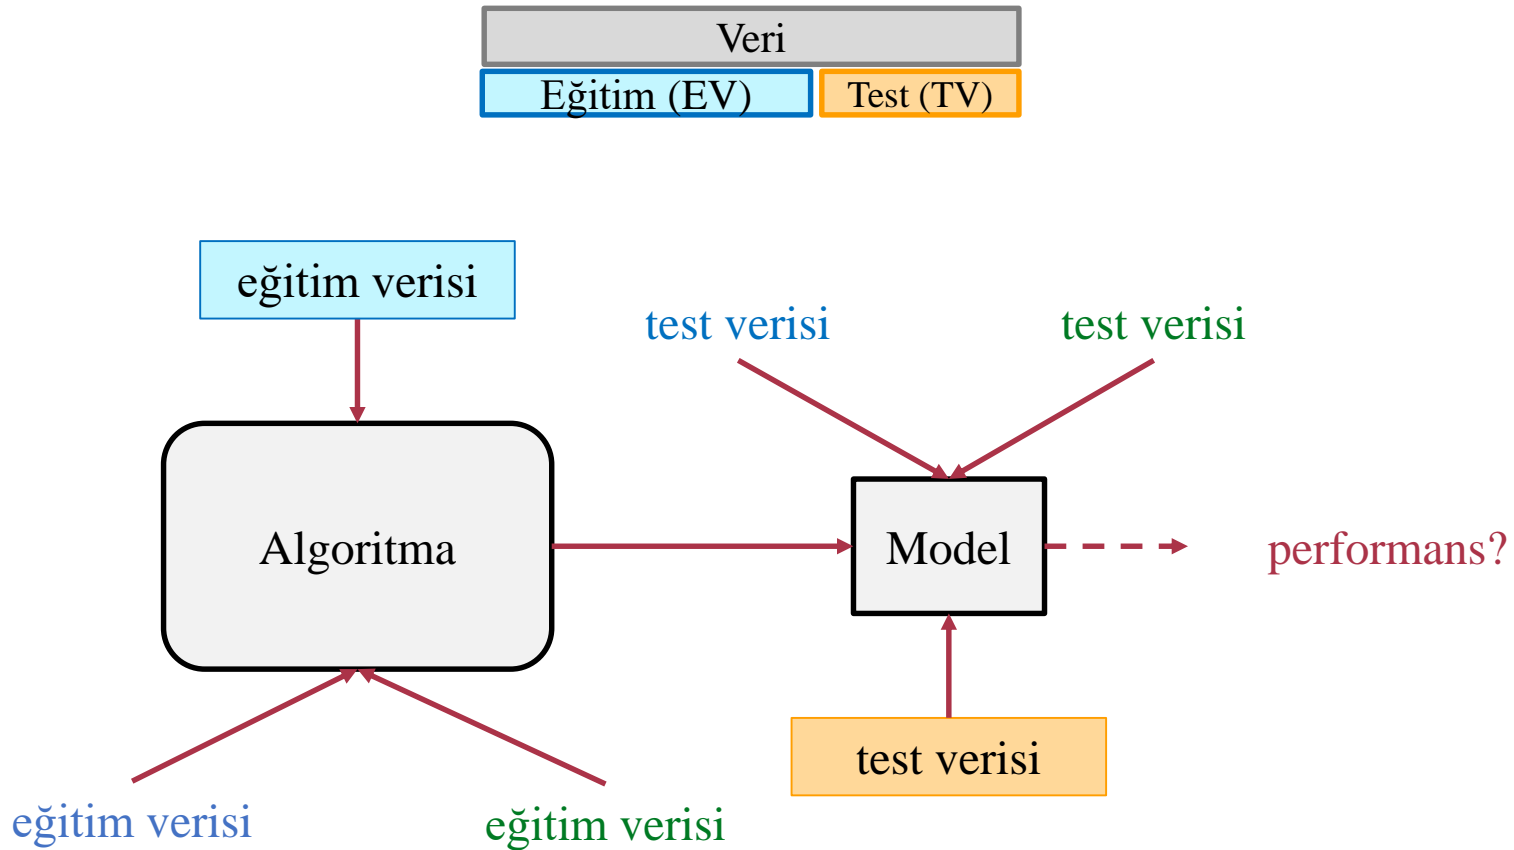 Veri
Eğitim (EV)
Test (TV)
eğitim verisi
test verisi
test verisi
Algoritma
Model
performans?
test verisi
eğitim verisi
eğitim verisi